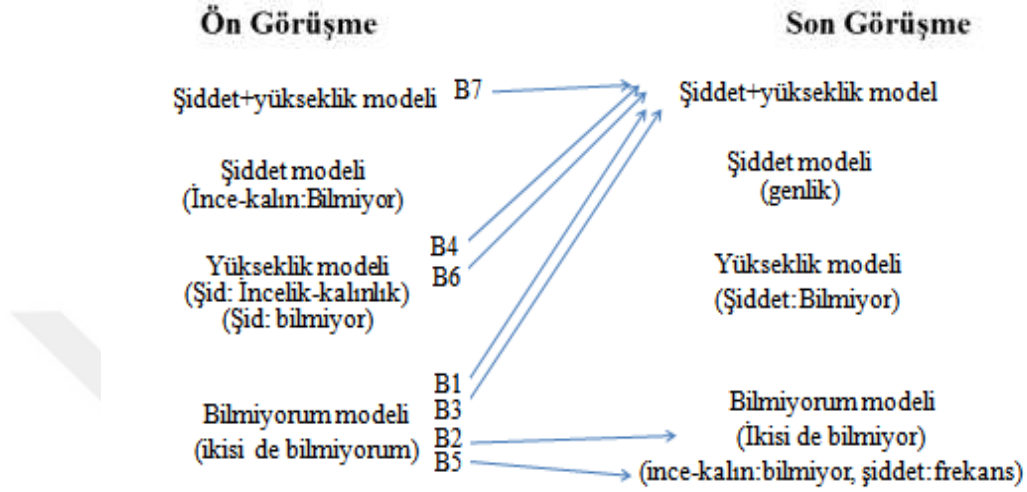 Ön Görüşme
Son Görüşme
Şiddet+yükseklik modeli B7
Şiddet+yükseklik model
Şiddet modeli
(İnce-kalın:Bilmiyor)
Şiddet modeli
(genlik)
B4
B6
Yükseklik modeli
(Şid: İncelik-kalınlık)
(Şid: bilmiyor)
Yükseklik modeli
(Şiddet:Bilmiyor)
B1
B3
B2
B5
Bilmiyorum modeli
(ikisi de bilmiyorum)
Bilmiyorum modeli
(İkisi de bilmiyor)
(ince-kalın:bilmiyor, şiddet:frekans)